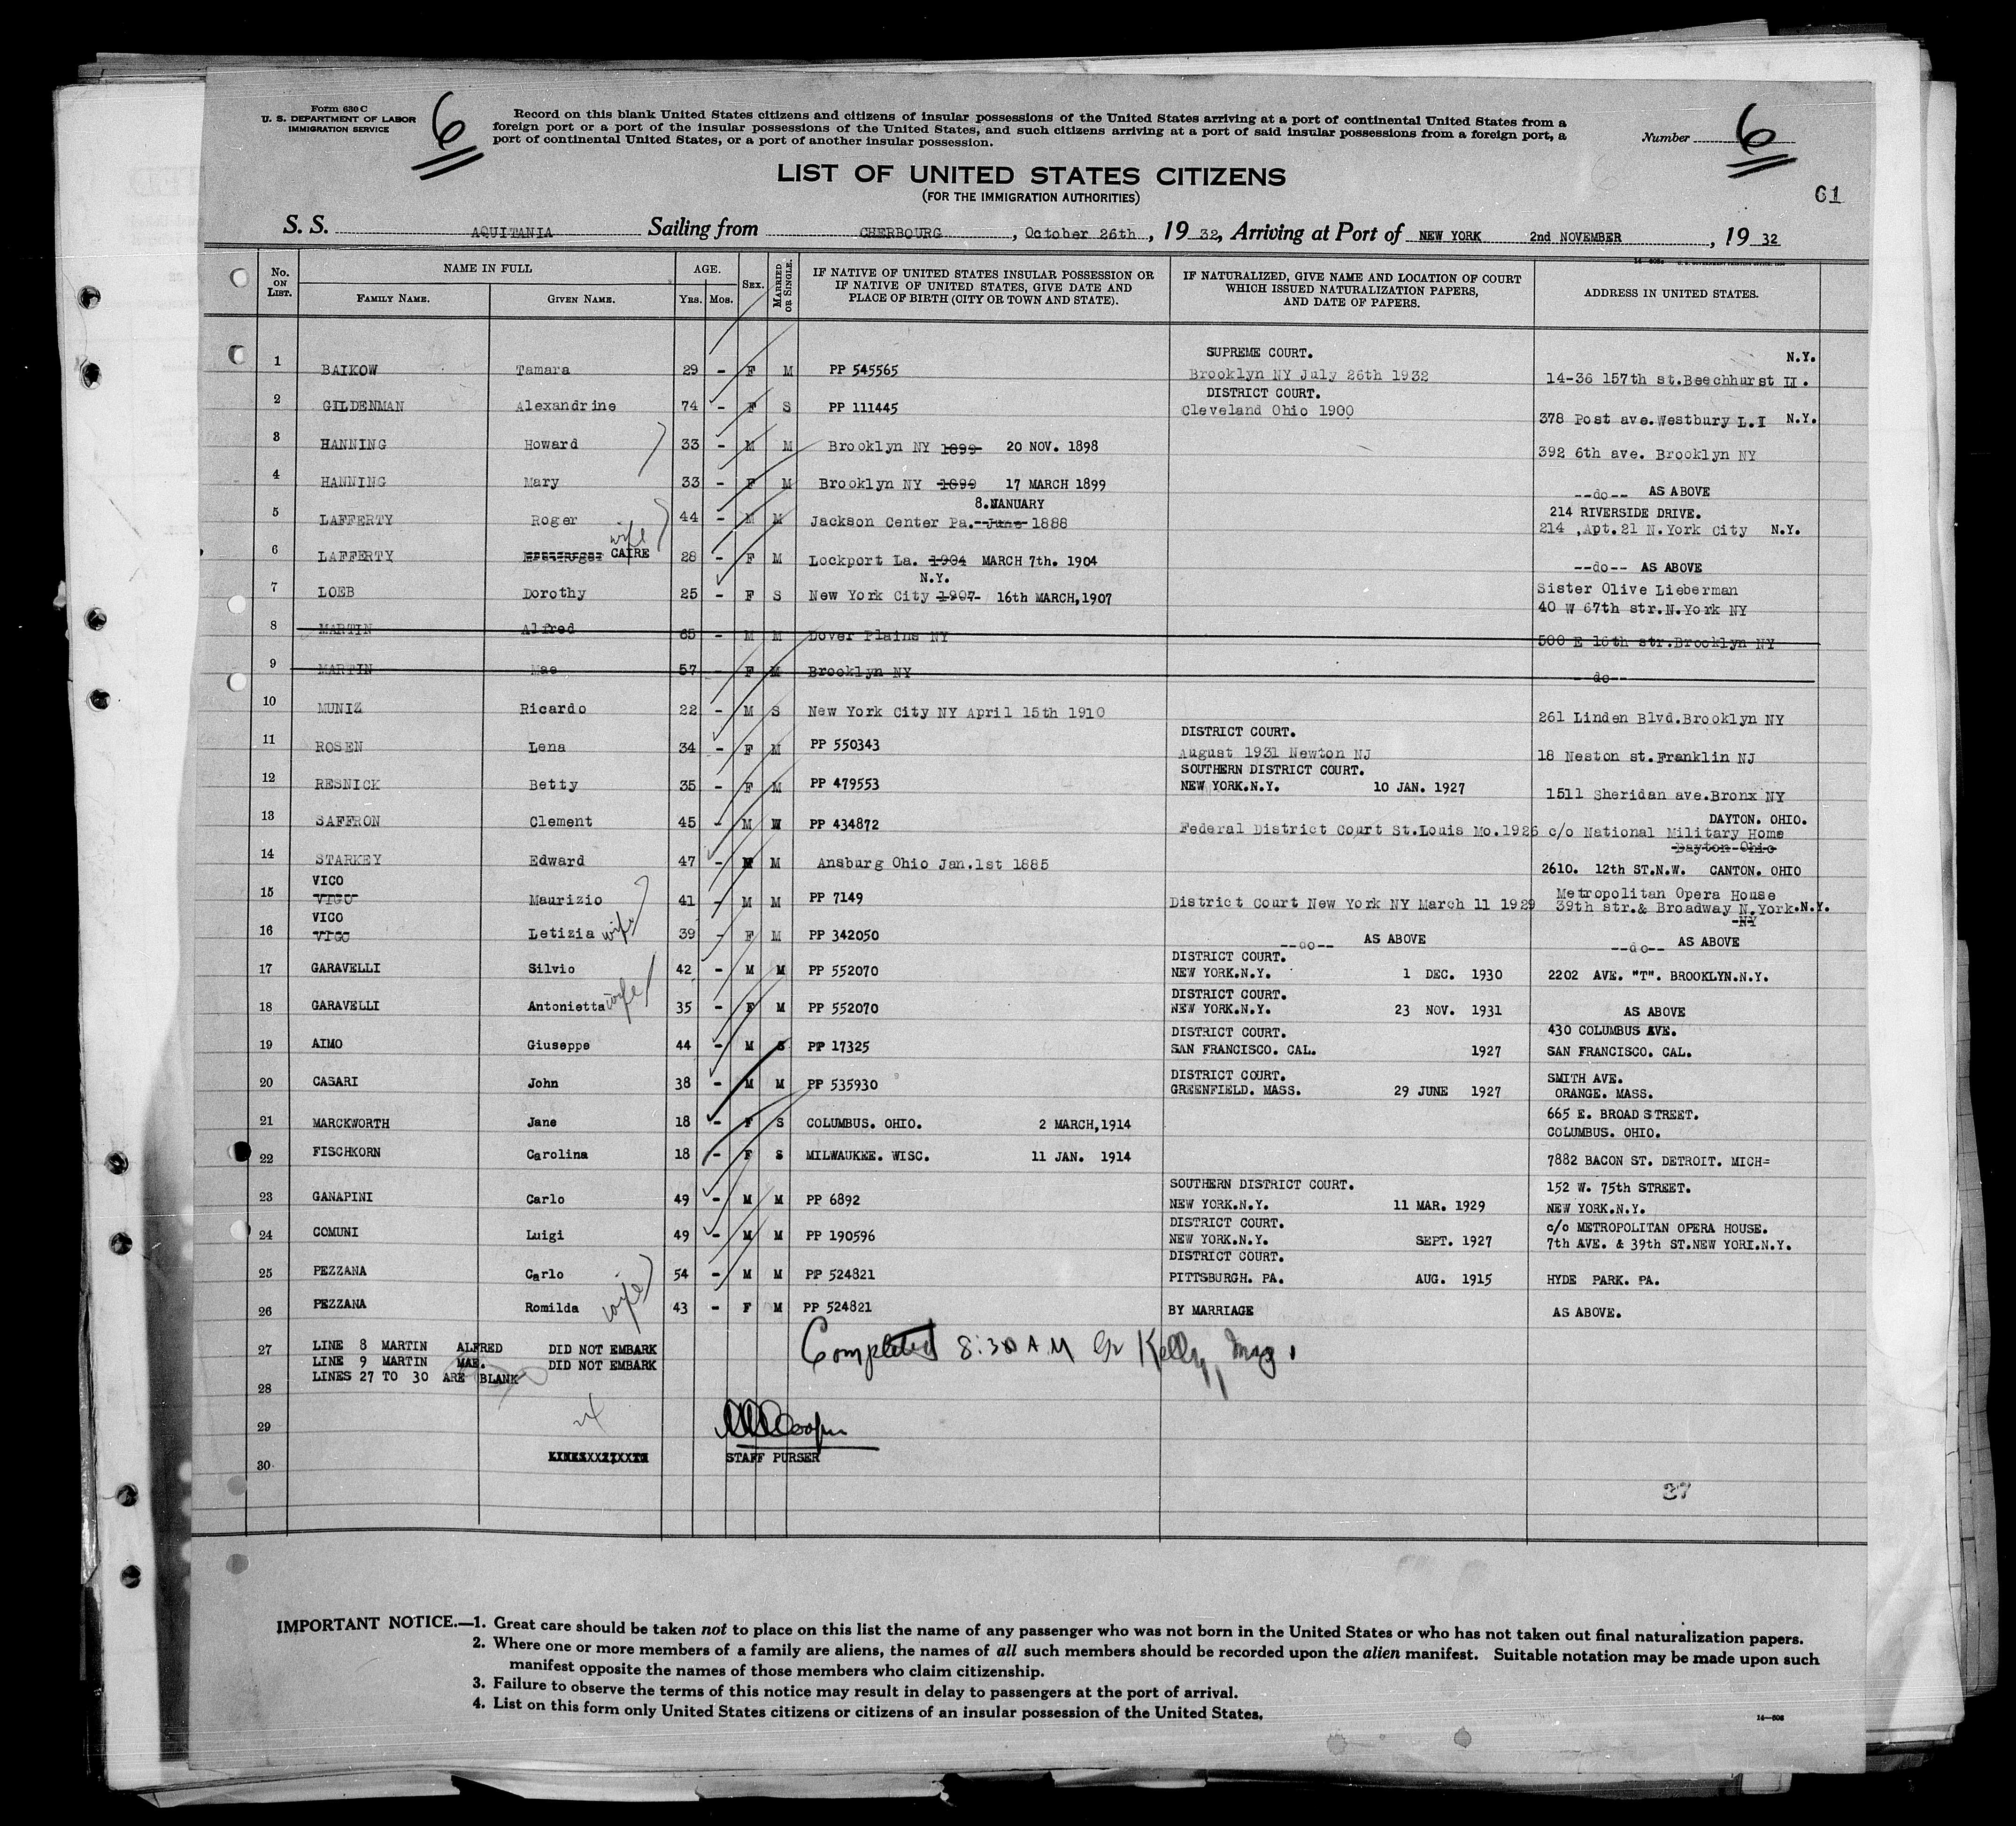 Form 630 C
U. S. DEPARTMENT OF LABOR
IMMIGRATION SERVICE
6
Record on this blank United States citizens and citizens of insular possessions of the United States arriving at a port of continental United States from a
foreign port or a port of the insular possessions of the United States, and such citizens arriving at a port of said insular possessions from a foreign port, a
port of continental United States, or a port of another insular possession.
Number 6
LIST OF UNITED STATES CITIZENS
(FOR THE IMMIGRATION AUTHORITIES)
61
S. S. AQUITANIA Sailing from CHERBOURG, October 26th, 19 32, Arriving at Port of NEW YORK 2nd NOVEMBER, 19 32
No. ON LIST. NAME IN FULL FAMILY NAME. GIVEN NAME. AGE. YRS. MOS. SEX. MARRIED OR SINGLE. IF NATIVE OF UNITED STATES INSULAR POSSESSION OR IF NATIVE OF UNITED STATES, GIVE DATE AND PLACE OF BIRTH (CITY OR TOWN AND STATE). IF NATURALIZED, GIVE NAME AND LOCATION OF COURT WHICH ISSUED NATURALIZATION PAPERS, AND DATE OF PAPERS. ADDRESS IN UNITED STATES.
SUPREME COURT. N.Y.
1 BAIKOW Tamara 29 - F M PP 545565 Brooklyn NY July 26th 1932 14-36 157th st.Beechhurst
DISTRICT COURT.
2 GILDENMAN Alexandrine 74 - F S PP 111445 Cleveland Ohio 1900 378 Post ave.Westbury L.I N.Y.
3 HANNING Howard 33 - M M Brooklyn NY 1899 20 NOV. 1898 392 6th ave. Brooklyn NY
4 HANNING Mary 33 - F M Brooklyn NY 1899 17 MARCH 1899 --do-- AS ABOVE
8.JANUARY 214 RIVERSIDE DRIVE.
5 LAFFERTY Roger 44 - M M Jackson Center Pa. June 1888 214 ,Apt.21 N.York City N.Y.
wife
6 LAFFERTY Mrs.Roger CAIRE 28 - F M Lockport La. 1904 MARCH 7th. 1904 --do-- AS ABOVE
N.Y. Sister Olive Lieberman
7 LOEB Dorothy 25 - F S New York City 1907 16th MARCH,1907 40 W 67th str.N.York NY
8 MARTIN Alfred 65 - M M Dover Plains NY 500 E 16th str.Brooklyn NY
9 MARTIN Mae 57 - F M Brooklyn NY --do--
10 MUNIZ Ricardo 22 - M S New York City NY April 15th 1910 261 Linden Blvd.Brooklyn NY
DISTRICT COURT.
11 ROSEN Lena 34 - F M PP 550343 August 1931 Newton NJ 18 Neston st.Franklin NJ
SOUTHERN DISTRICT COURT.
12 RESNICK Betty 35 - F M PP 479553 NEW YORK.N.Y. 10 JAN. 1927 1511 Sheridan ave.Bronx NY
DAYTON. OHIO.
13 SAFFRON Clement 45 - M W PP 434872 Federal District Court St.Louis Mo.1926 c/o National Military Home
Dayton Ohio
14 STARKEY Edward 47 - M M Ansburg Ohio Jan.1st 1885 2610. 12th ST.N.W. CANTON. OHIO
VICO Metropolitan Opera House
15 VIGO Maurizio 41 - M M PP 7149 District Court New York NY March 11 1929 39th str.& Broadway N.York.N.Y.
VICO NY
16 VIGO Letizia wife 39 - F M PP 342050 --do-- AS ABOVE --do-- AS ABOVE
DISTRICT COURT.
17 GARAVELLI Silvio 42 - M M PP 552070 NEW YORK.N.Y. 1 DEC. 1930 2202 AVE. "T". BROOKLYN.N.Y.
DISTRICT COURT.
18 GARAVELLI Antonietta wife 35 - F M PP 552070 NEW YORK.N.Y. 23 NOV. 1931 AS ABOVE
DISTRICT COURT. 430 COLUMBUS AVE.
19 AIMO Giuseppe 44 - M S PP 17325 SAN FRANCISCO. CAL. 1927 SAN FRANCISCO. CAL.
DISTRICT COURT. SMITH AVE.
20 CASARI John 38 - M M PP 535930 GREENFIELD. MASS. 29 JUNE 1927 ORANGE. MASS.
665 E. BROAD STREET.
21 MARCKWORTH Jane 18 - F S COLUMBUS. OHIO. 2 MARCH,1914 COLUMBUS. OHIO.
22 FISCHKORN Carolina 18 - F S MILWAUKEE. WISC. 11 JAN. 1914 7882 BACON ST. DETROIT. MICH=
SOUTHERN DISTRICT COURT. 152 W. 75th STREET.
23 GANAPINI Carlo 49 - M M PP 6892 NEW YORK.N.Y. 11 MAR. 1929 NEW YORK.N.Y.
DISTRICT COURT. c/o METROPOLITAN OPERA HOUSE.
24 COMUNI Luigi 49 - M M PP 190596 NEW YORK.N.Y. SEPT. 1927 7th AVE. & 39th ST.NEW YORI.N.Y.
DISTRICT COURT.
25 PEZZANA Carlo 54 - M M PP 524821 PITTSBURGH. PA. AUG. 1915 HYDE PARK. PA.
26 PEZZANA Romilda wife 43 - F M PP 524821 BY MARRIAGE AS ABOVE.
27 LINE 8 MARTIN ALFRED DID NOT EMBARK Completed 8:30 A.M Kelly,
LINE 9 MARTIN MAE. DID NOT EMBARK
LINES 27 TO 30 ARE BLANK
28
29 Cooper
STAFF PURSER
30
27
IMPORTANT NOTICE.—1. Great care should be taken not to place on this list the name of any passenger who was not born in the United States or who has not taken out final naturalization papers.
2. Where one or more members of a family are aliens, the names of all such members should be recorded upon the alien manifest. Suitable notation may be made upon such
manifest opposite the names of those members who claim citizenship.
3. Failure to observe the terms of this notice may result in delay to passengers at the port of arrival.
4. List on this form only United States citizens or citizens of an insular possession of the United States.